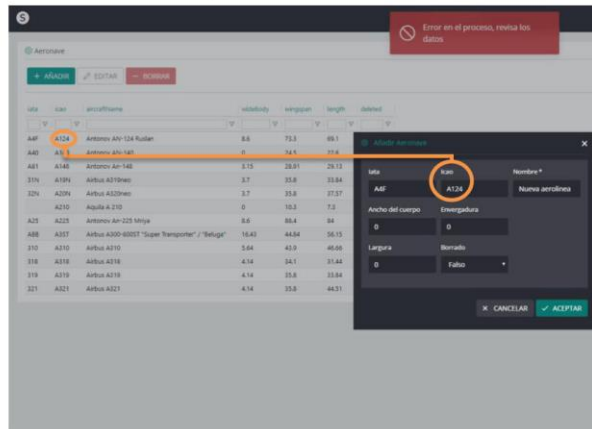 S
Error en el proceso, revisa los
datos
Aeronave
+ AÑADIR EDITAR − BORRAR
iata icao aircraftname widebody wingspan length deleted
A4F A124 Antonov AN-124 Ruslan 8.6 73.3 69.1
A40 Antonov AN-140 0 24.5 22.6
A81 A148 Antonov An-148 3.15 28.91 29.13
31N A19N Airbus A319neo 3.7 35.8 33.84
32N A20N Airbus A320neo 3.7 35.8 37.57
A210 Aquila A 210 0 10.3 7.3
A25 A225 Antonov An-225 Mriya 6.6 88.4 84
ABB A3ST Airbus A300-600ST "Super Transporter" / "Beluga" 16.43 44.84 56.15
310 A310 Airbus A310 5.64 43.9 46.66
318 A318 Airbus A318 4.14 34.1 31.44
319 A319 Airbus A319 4.14 35.8 33.84
321 A321 Airbus A321 4.14 35.8 44.51
Añadir Aeronave ×
Iata Icao Nombre *
A4F A124 Nueva aerolinea
Ancho del cuerpo Envergadura
0 0
Largura Borrado
0 Falso
× CANCELAR ✓ ACEPTAR